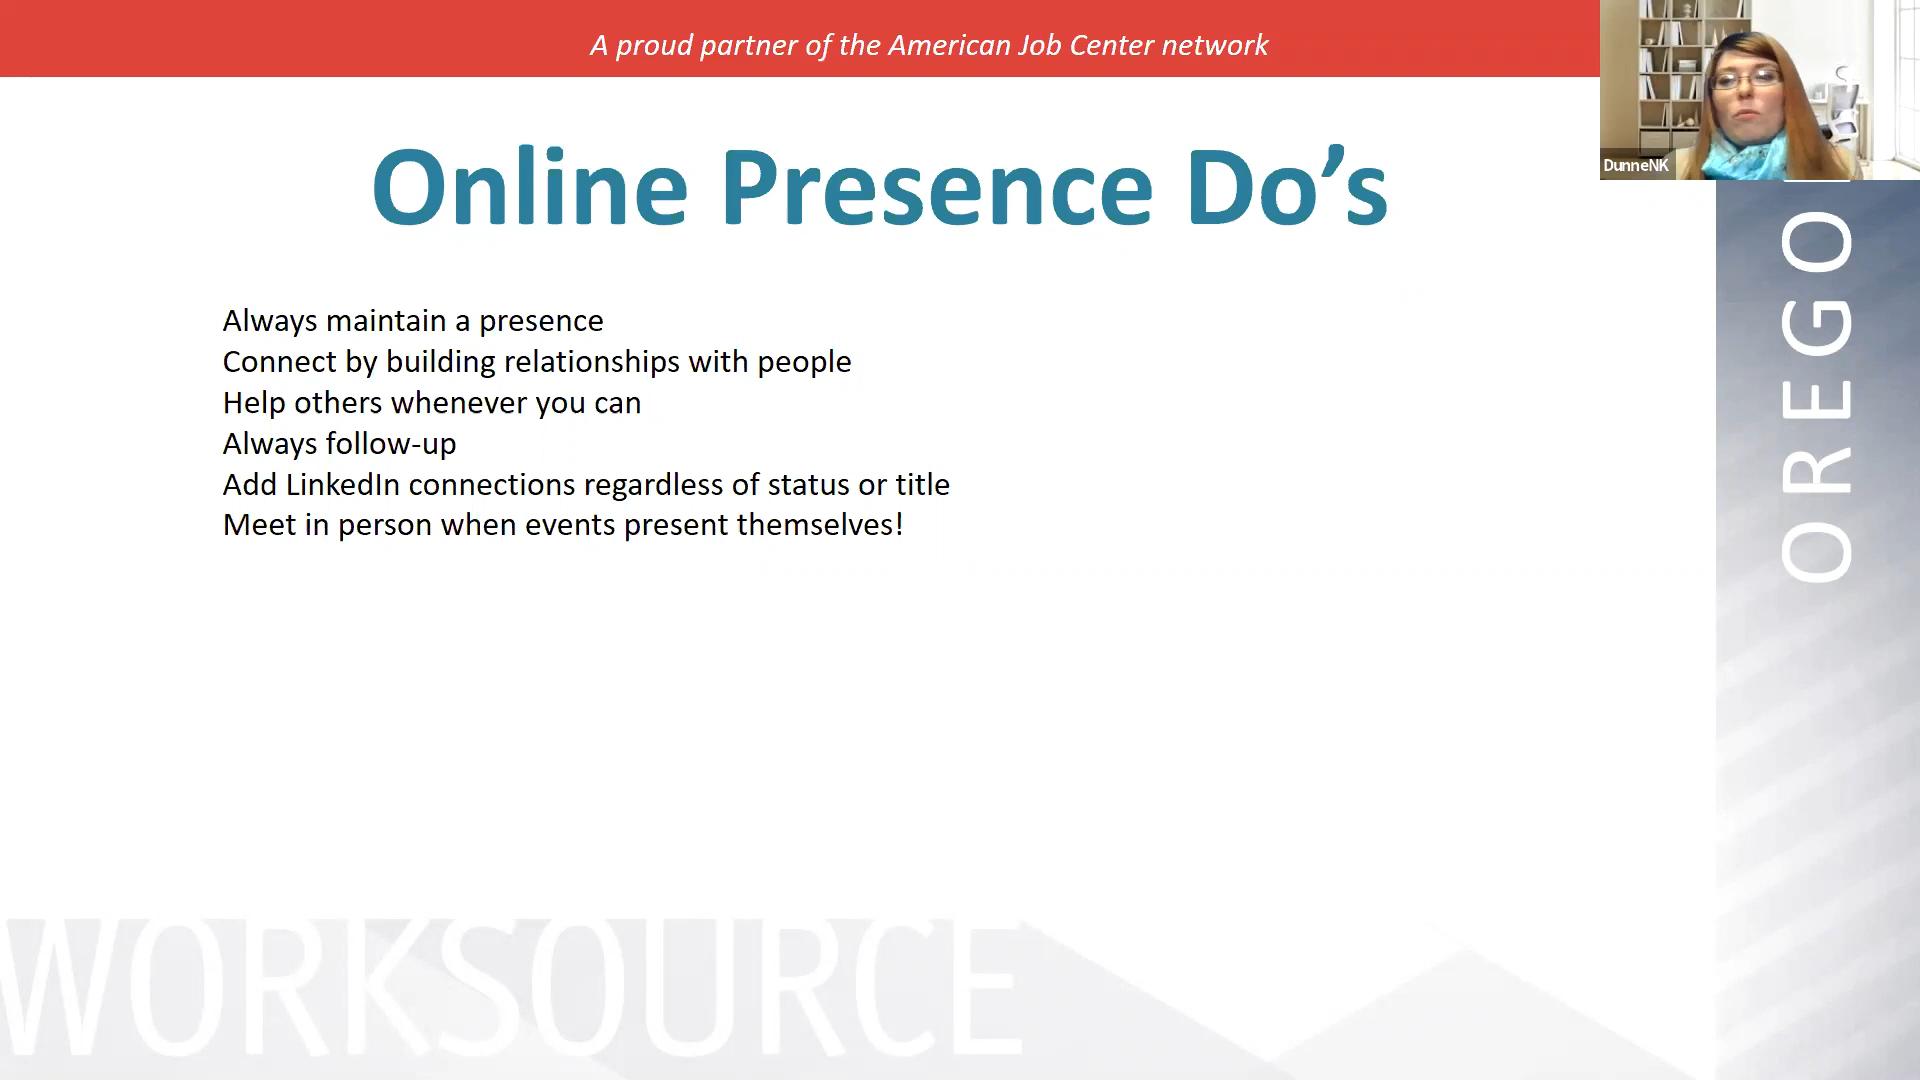 A proud partner of the American Job Center network
DunneNK
Online Presence Do’s
Always maintain a presence
Connect by building relationships with people
Help others whenever you can
Always follow-up
Add LinkedIn connections regardless of status or title
Meet in person when events present themselves!
OREGO
WORKSOURCE